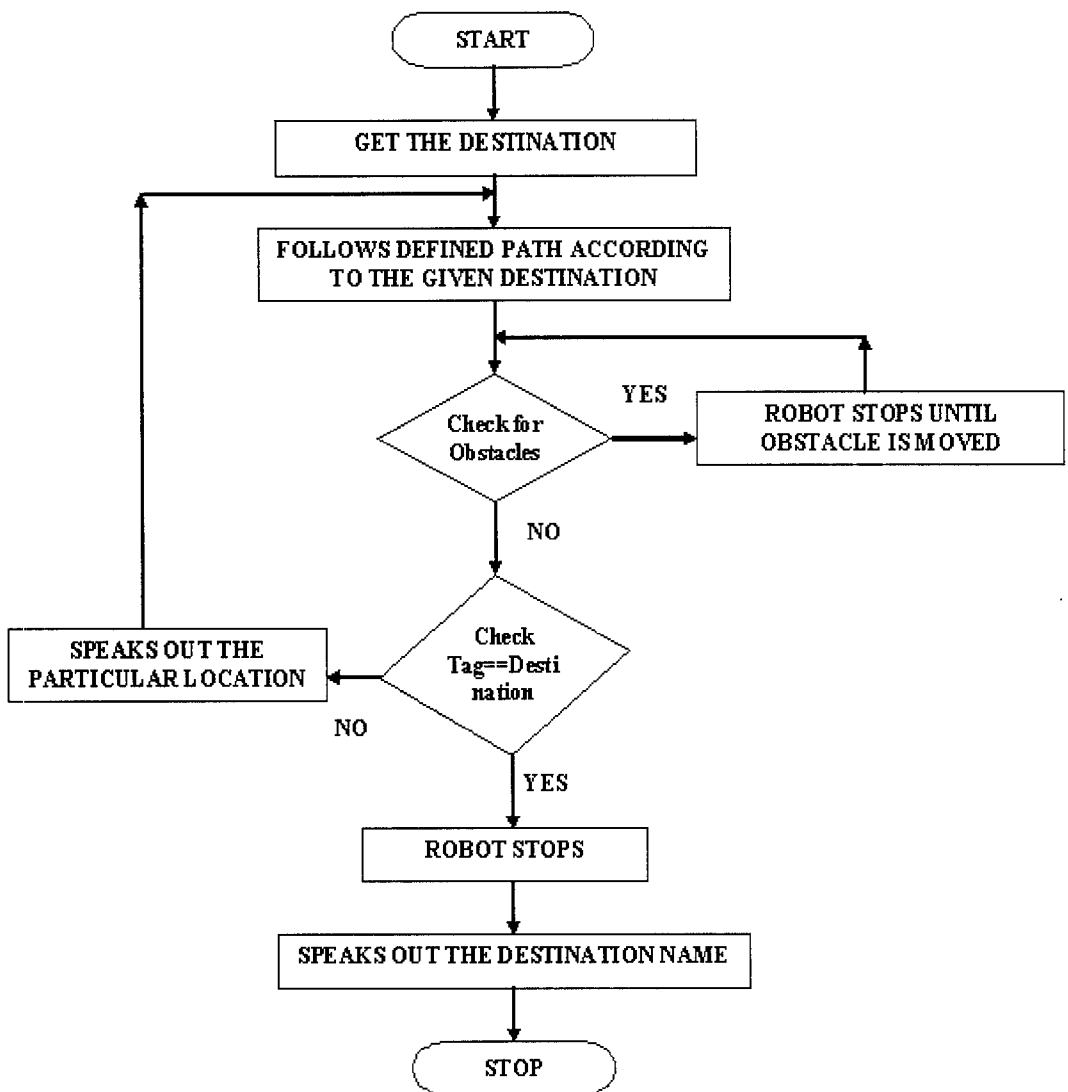 START
GET THE DESTINATION
FOLLOWS DEFINED PATH ACCORDING
TO THE GIVEN DESTINATION
Check for
Obstacles
YES
ROBOT STOPS UNTIL
OBSTACLE IS MOVED
NO
Check
Tag==Desti
nation
SPEAKS OUT THE
PARTICULAR LOCATION
NO
YES
ROBOT STOPS
SPEAKS OUT THE DESTINATION NAME
STOP